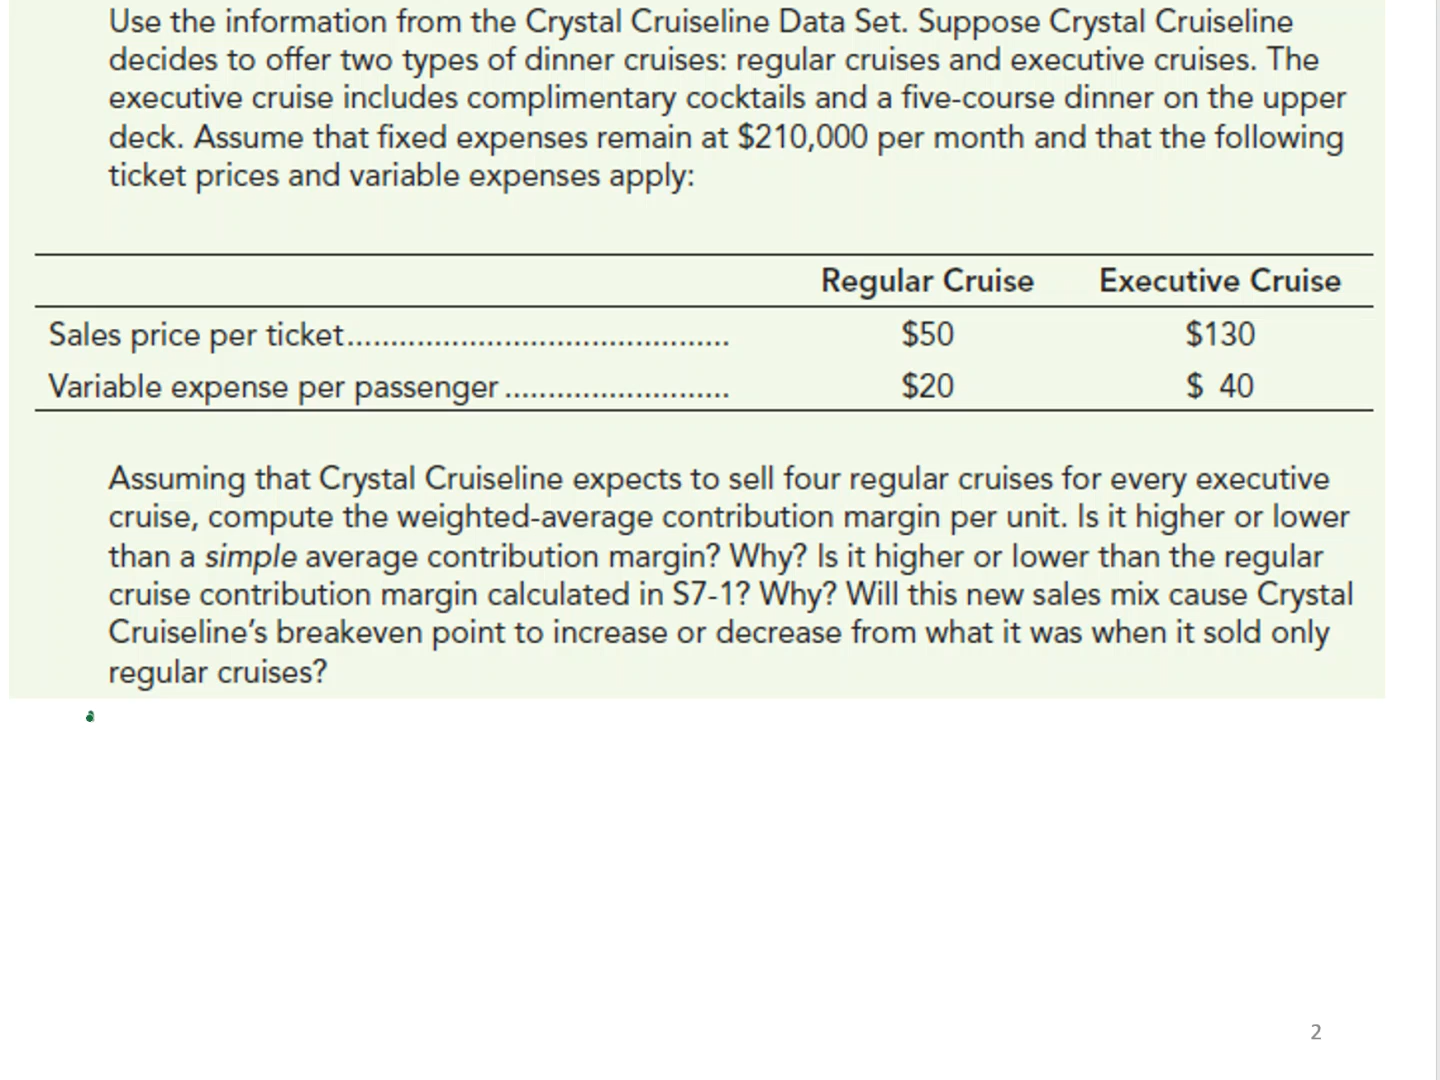 Use the information from the Crystal Cruiseline Data Set. Suppose Crystal Cruiseline
decides to offer two types of dinner cruises: regular cruises and executive cruises. The
executive cruise includes complimentary cocktails and a five-course dinner on the upper
deck. Assume that fixed expenses remain at $210,000 per month and that the following
ticket prices and variable expenses apply:
Regular Cruise Executive Cruise
Sales price per ticket............................................ $50 $130
Variable expense per passenger.......................... $20 $ 40
Assuming that Crystal Cruiseline expects to sell four regular cruises for every executive
cruise, compute the weighted-average contribution margin per unit. Is it higher or lower
than a simple average contribution margin? Why? Is it higher or lower than the regular
cruise contribution margin calculated in S7-1? Why? Will this new sales mix cause Crystal
Cruiseline's breakeven point to increase or decrease from what it was when it sold only
regular cruises?
2